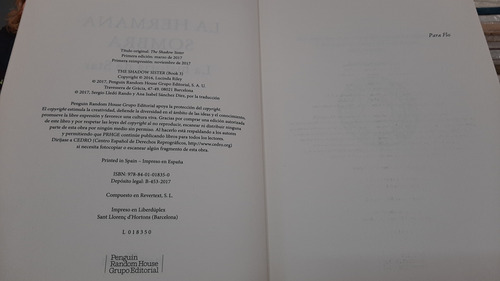 Título original: The Shadow Sister
Primera edición: marzo de 2017
Primera reimpresión: noviembre de 2017
THE SHADOW SISTER (Book 3)
Copyright © 2016, Lucinda Riley
© 2017, Penguin Random House Grupo Editorial, S. A. U.
Travessera de Gràcia, 47-49. 08021 Barcelona
© 2017, Sergio Lledó Rando y Ana Isabel Sánchez Díez, por la traducción
Penguin Random House Grupo Editorial apoya la protección del copyright.
El copyright estimula la creatividad, defiende la diversidad en el ámbito de las ideas y el conocimiento,
promueve la libre expresión y favorece una cultura viva. Gracias por comprar una edición autorizada
de este libro y por respetar las leyes del copyright al no reproducir, escanear ni distribuir ninguna
parte de esta obra por ningún medio sin permiso. Al hacerlo está respaldando a los autores
y permitiendo que PRHGE continúe publicando libros para todos los lectores.
Diríjase a CEDRO (Centro Español de Derechos Reprográficos, http://www.cedro.org)
si necesita fotocopiar o escanear algún fragmento de esta obra.
Printed in Spain – Impreso en España
ISBN: 978-84-01-01835-0
Depósito legal: B-453-2017
Compuesto en Revertext, S. L.
Impreso en Liberdúplex
Sant Llorenç d'Hortons (Barcelona)
L 018350
Penguin
Random House
Grupo Editorial
Para Flo